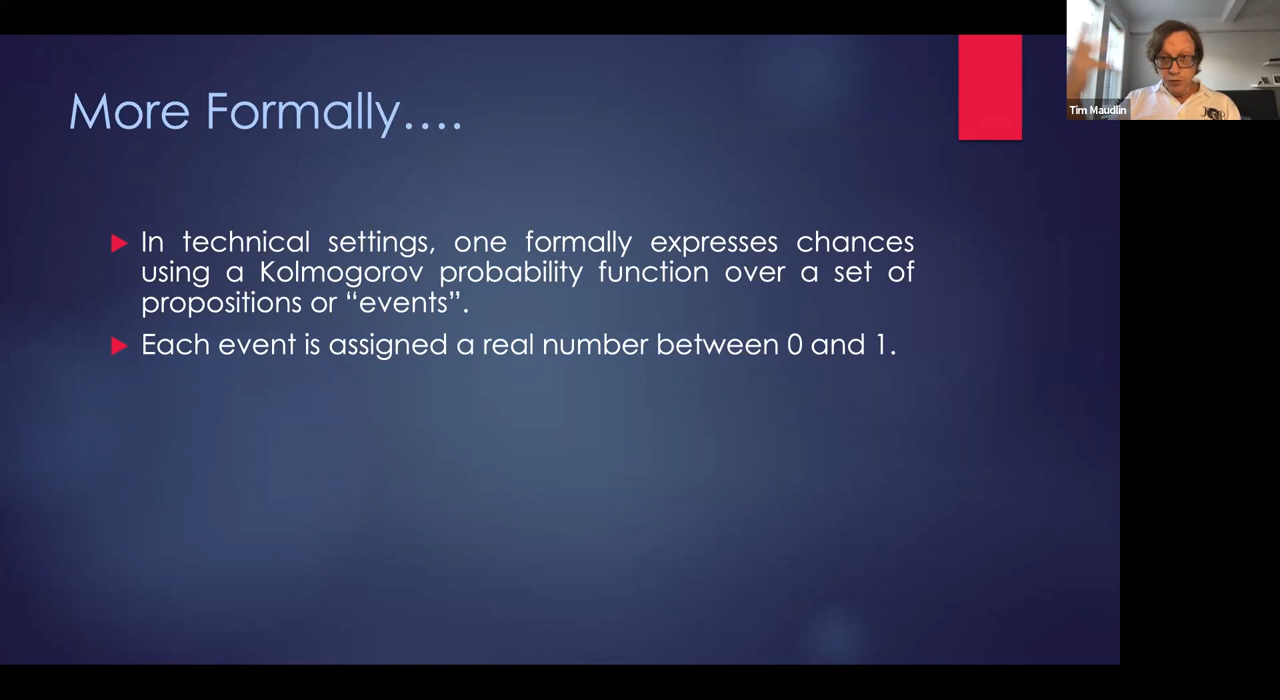 More Formally….
In technical settings, one formally expresses chances
using a Kolmogorov probability function over a set of
propositions or “events”.
Each event is assigned a real number between 0 and 1.
Tim Maudlin